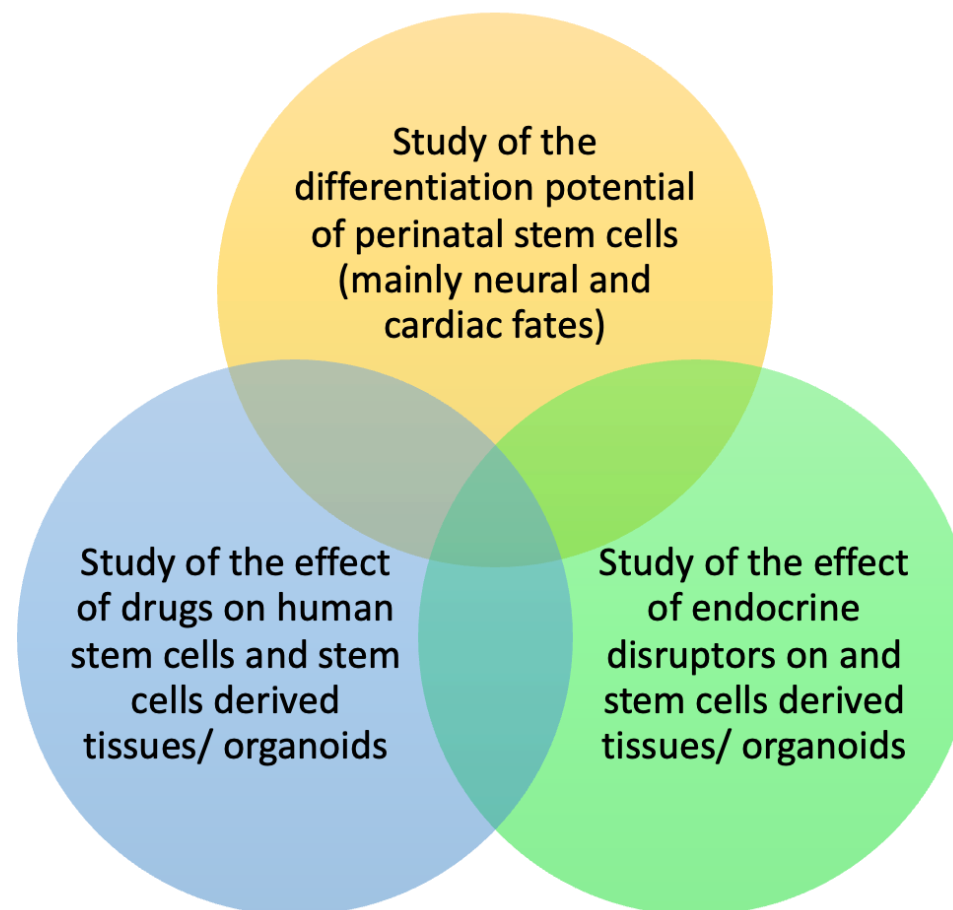 Study of the
differentiation potential
of perinatal stem cells
(mainly neural and
cardiac fates)
Study of the effect
of drugs on human
stem cells and stem
cells derived
tissues/ organoids
Study of the effect
of endocrine
disruptors on and
stem cells derived
tissues/ organoids